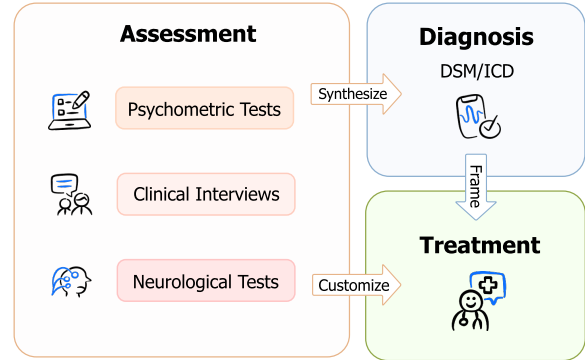 Assessment
Psychometric Tests
Clinical Interviews
Neurological Tests
Synthesize
Customize
Diagnosis
DSM/ICD
Frame
Treatment